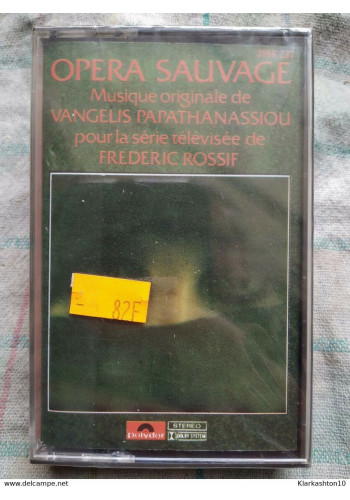 OPERA SAUVAGE
Musique originale de
VANGELIS PAPATHANASSIOU
pour la série télévisée de
FREDERIC ROSSIF
82F
polydor
STEREO
DOLBY SYSTEM
delcampe.net
Klarkashton10